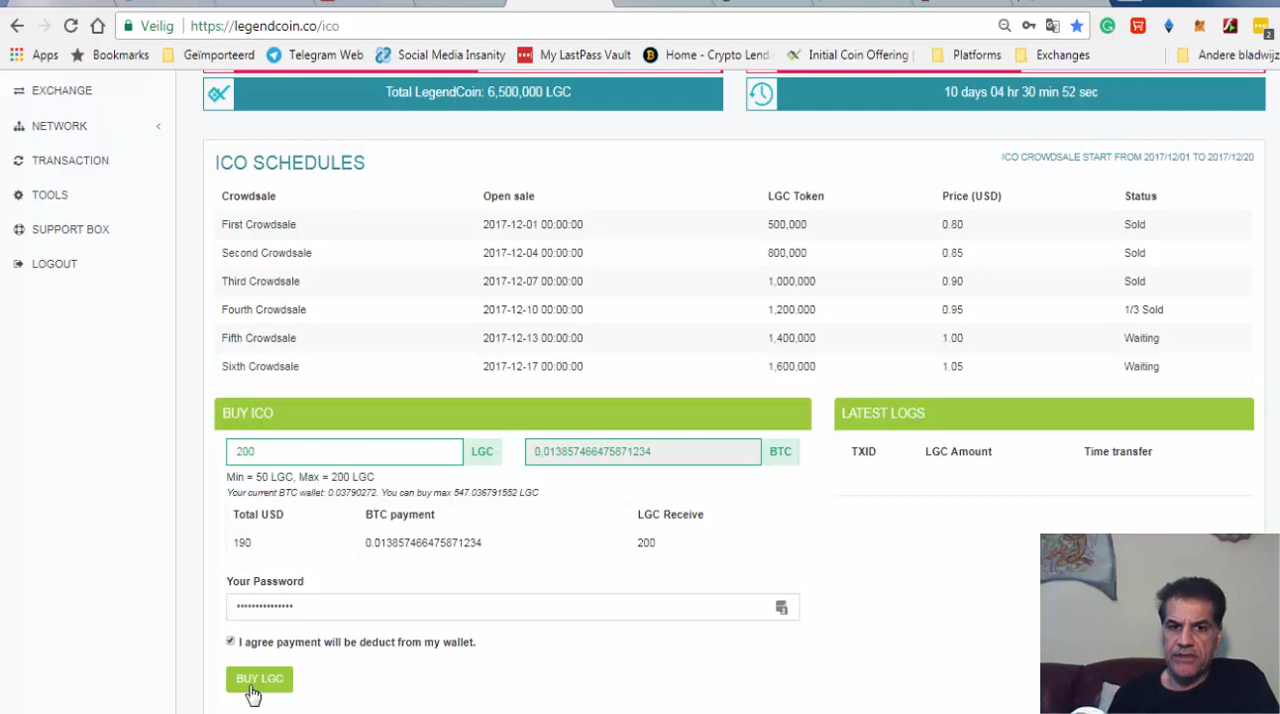 Veilig https://legendcoin.co/ico
2
Apps Bookmarks Geïmporteerd Telegram Web Social Media Insanity My LastPass Vault Home - Crypto Lend Initial Coin Offering Platforms Exchanges Andere bladwijz
EXCHANGE
NETWORK
TRANSACTION
TOOLS
SUPPORT BOX
LOGOUT
Total LegendCoin: 6,500,000 LGC
10 days 04 hr 30 min 52 sec
ICO SCHEDULES
ICO CROWDSALE START FROM 2017/12/01 TO 2017/12/20
Crowdsale Open sale LGC Token Price (USD) Status
First Crowdsale 2017-12-01 00:00:00 500,000 0.80 Sold
Second Crowdsale 2017-12-04 00:00:00 800,000 0.85 Sold
Third Crowdsale 2017-12-07 00:00:00 1,000,000 0.90 Sold
Fourth Crowdsale 2017-12-10 00:00:00 1,200,000 0.95 1/3 Sold
Fifth Crowdsale 2017-12-13 00:00:00 1,400,000 1.00 Waiting
Sixth Crowdsale 2017-12-17 00:00:00 1,600,000 1.05 Waiting
BUY ICO
200 LGC 0,013857466475871234 BTC
Min = 50 LGC, Max = 200 LGC
Your current BTC wallet: 0.03790272. You can buy max 547.036791552 LGC
Total USD BTC payment LGC Receive
190 0.013857466475871234 200
Your Password
•••••••••••••••
I agree payment will be deduct from my wallet.
BUY LGC
LATEST LOGS
TXID LGC Amount Time transfer